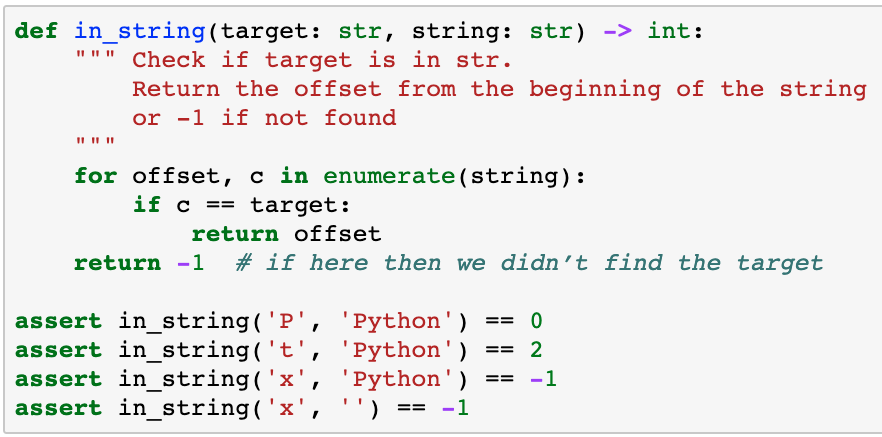 def in_string(target: str, string: str) -> int:
    """ Check if target is in str.
        Return the offset from the beginning of the string
        or -1 if not found
    """
    for offset, c in enumerate(string):
        if c == target:
            return offset
    return -1  # if here then we didn’t find the target

assert in_string('P', 'Python') == 0
assert in_string('t', 'Python') == 2
assert in_string('x', 'Python') == -1
assert in_string('x', '') == -1